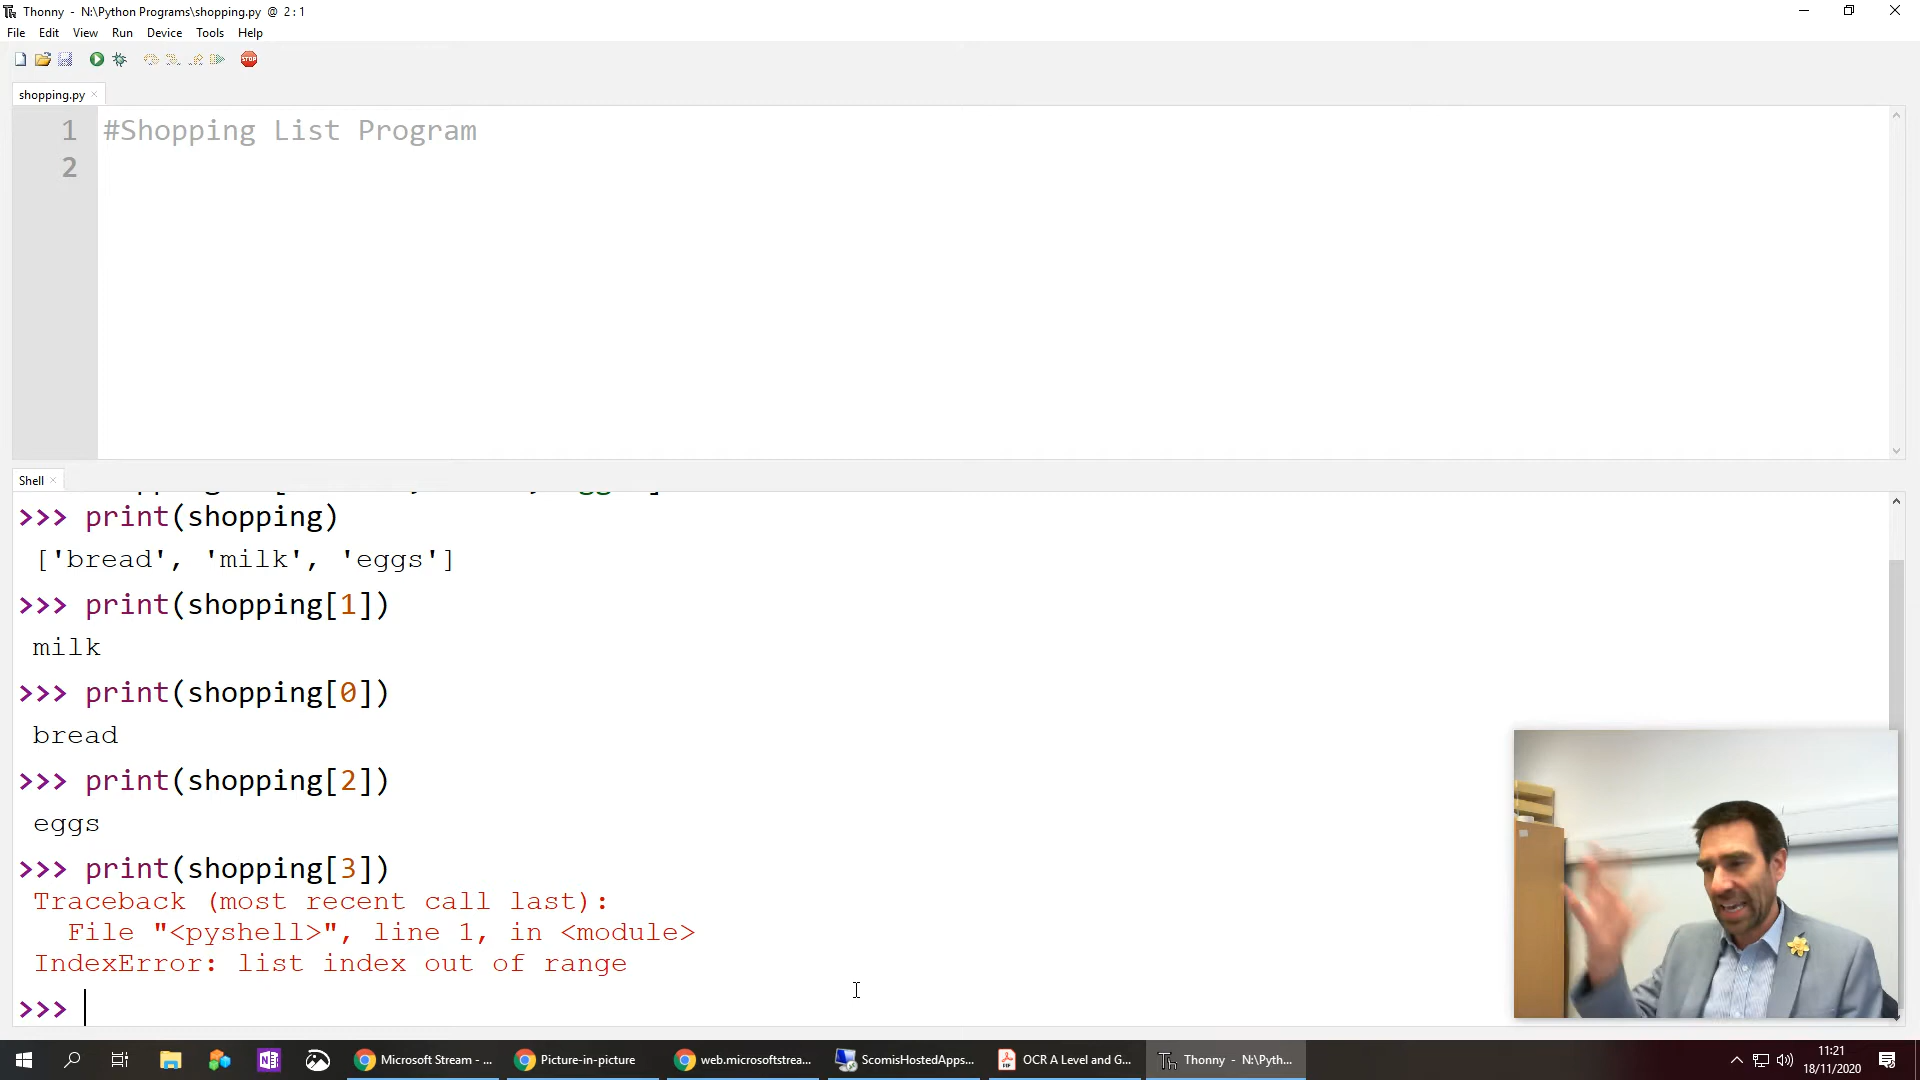 Thonny - N:\Python Programs\shopping.py @ 2 : 1
File Edit View Run Device Tools Help
STOP
shopping.py
1 #Shopping List Program
2
Shell
>>> print(shopping)
['bread', 'milk', 'eggs']
>>> print(shopping[1])
milk
>>> print(shopping[0])
bread
>>> print(shopping[2])
eggs
>>> print(shopping[3])
Traceback (most recent call last):
File "<pyshell>", line 1, in <module>
IndexError: list index out of range
>>>
Microsoft Stream - ... Picture-in-picture web.microsoftstrea... ScomisHostedApps... OCR A Level and G... Thonny - N:\Pyth... 11:21
18/11/2020